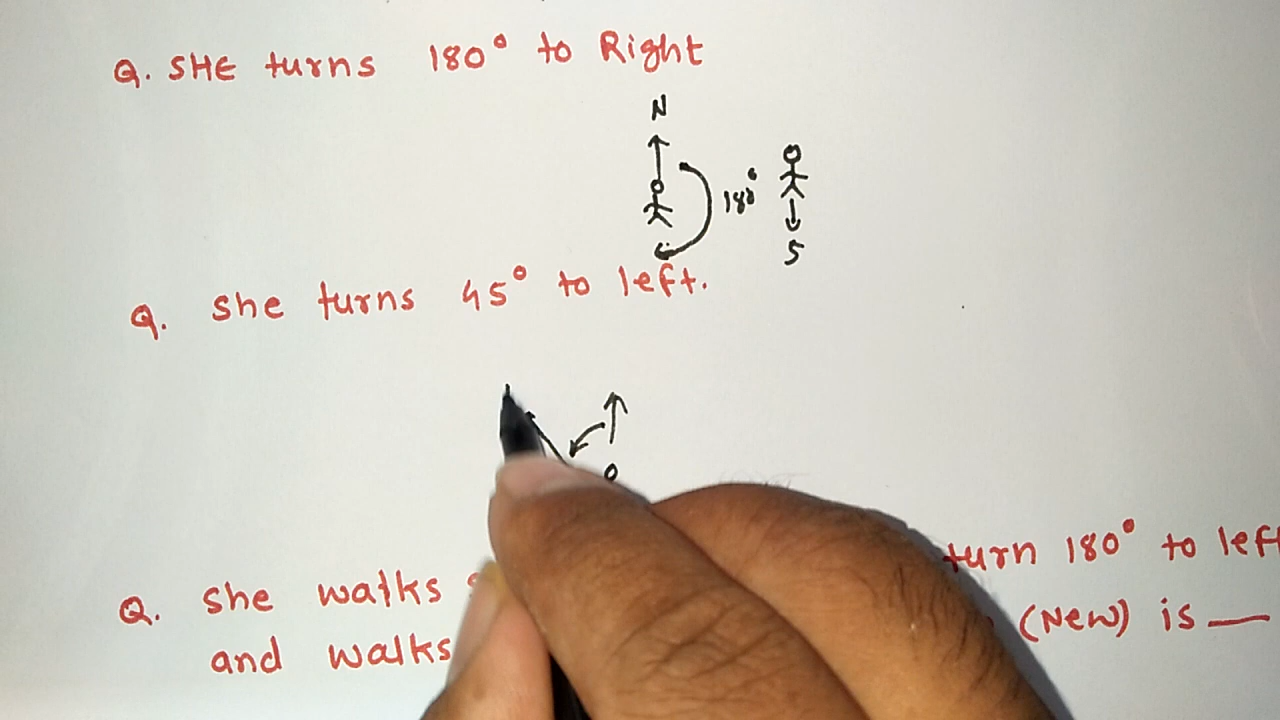 Q. SHE turns 180° to Right
N
180°
S
Q. She turns 45° to left.
Q. She walks turn 180° to left
and walks (New) is __